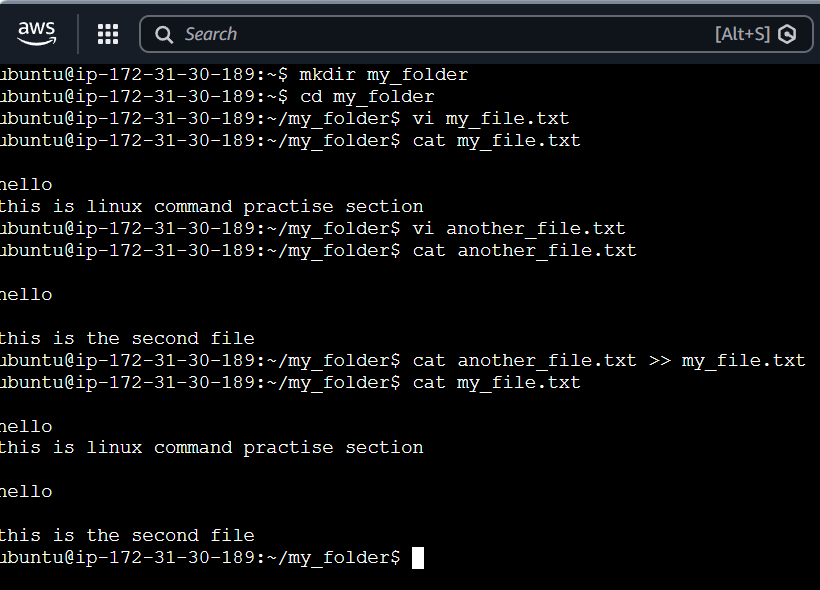 aws
Search [Alt+S]
ubuntu@ip-172-31-30-189:~$ mkdir my_folder
ubuntu@ip-172-31-30-189:~$ cd my_folder
ubuntu@ip-172-31-30-189:~/my_folder$ vi my_file.txt
ubuntu@ip-172-31-30-189:~/my_folder$ cat my_file.txt
hello
this is linux command practise section
ubuntu@ip-172-31-30-189:~/my_folder$ vi another_file.txt
ubuntu@ip-172-31-30-189:~/my_folder$ cat another_file.txt
hello
this is the second file
ubuntu@ip-172-31-30-189:~/my_folder$ cat another_file.txt >> my_file.txt
ubuntu@ip-172-31-30-189:~/my_folder$ cat my_file.txt
hello
this is linux command practise section
hello
this is the second file
ubuntu@ip-172-31-30-189:~/my_folder$